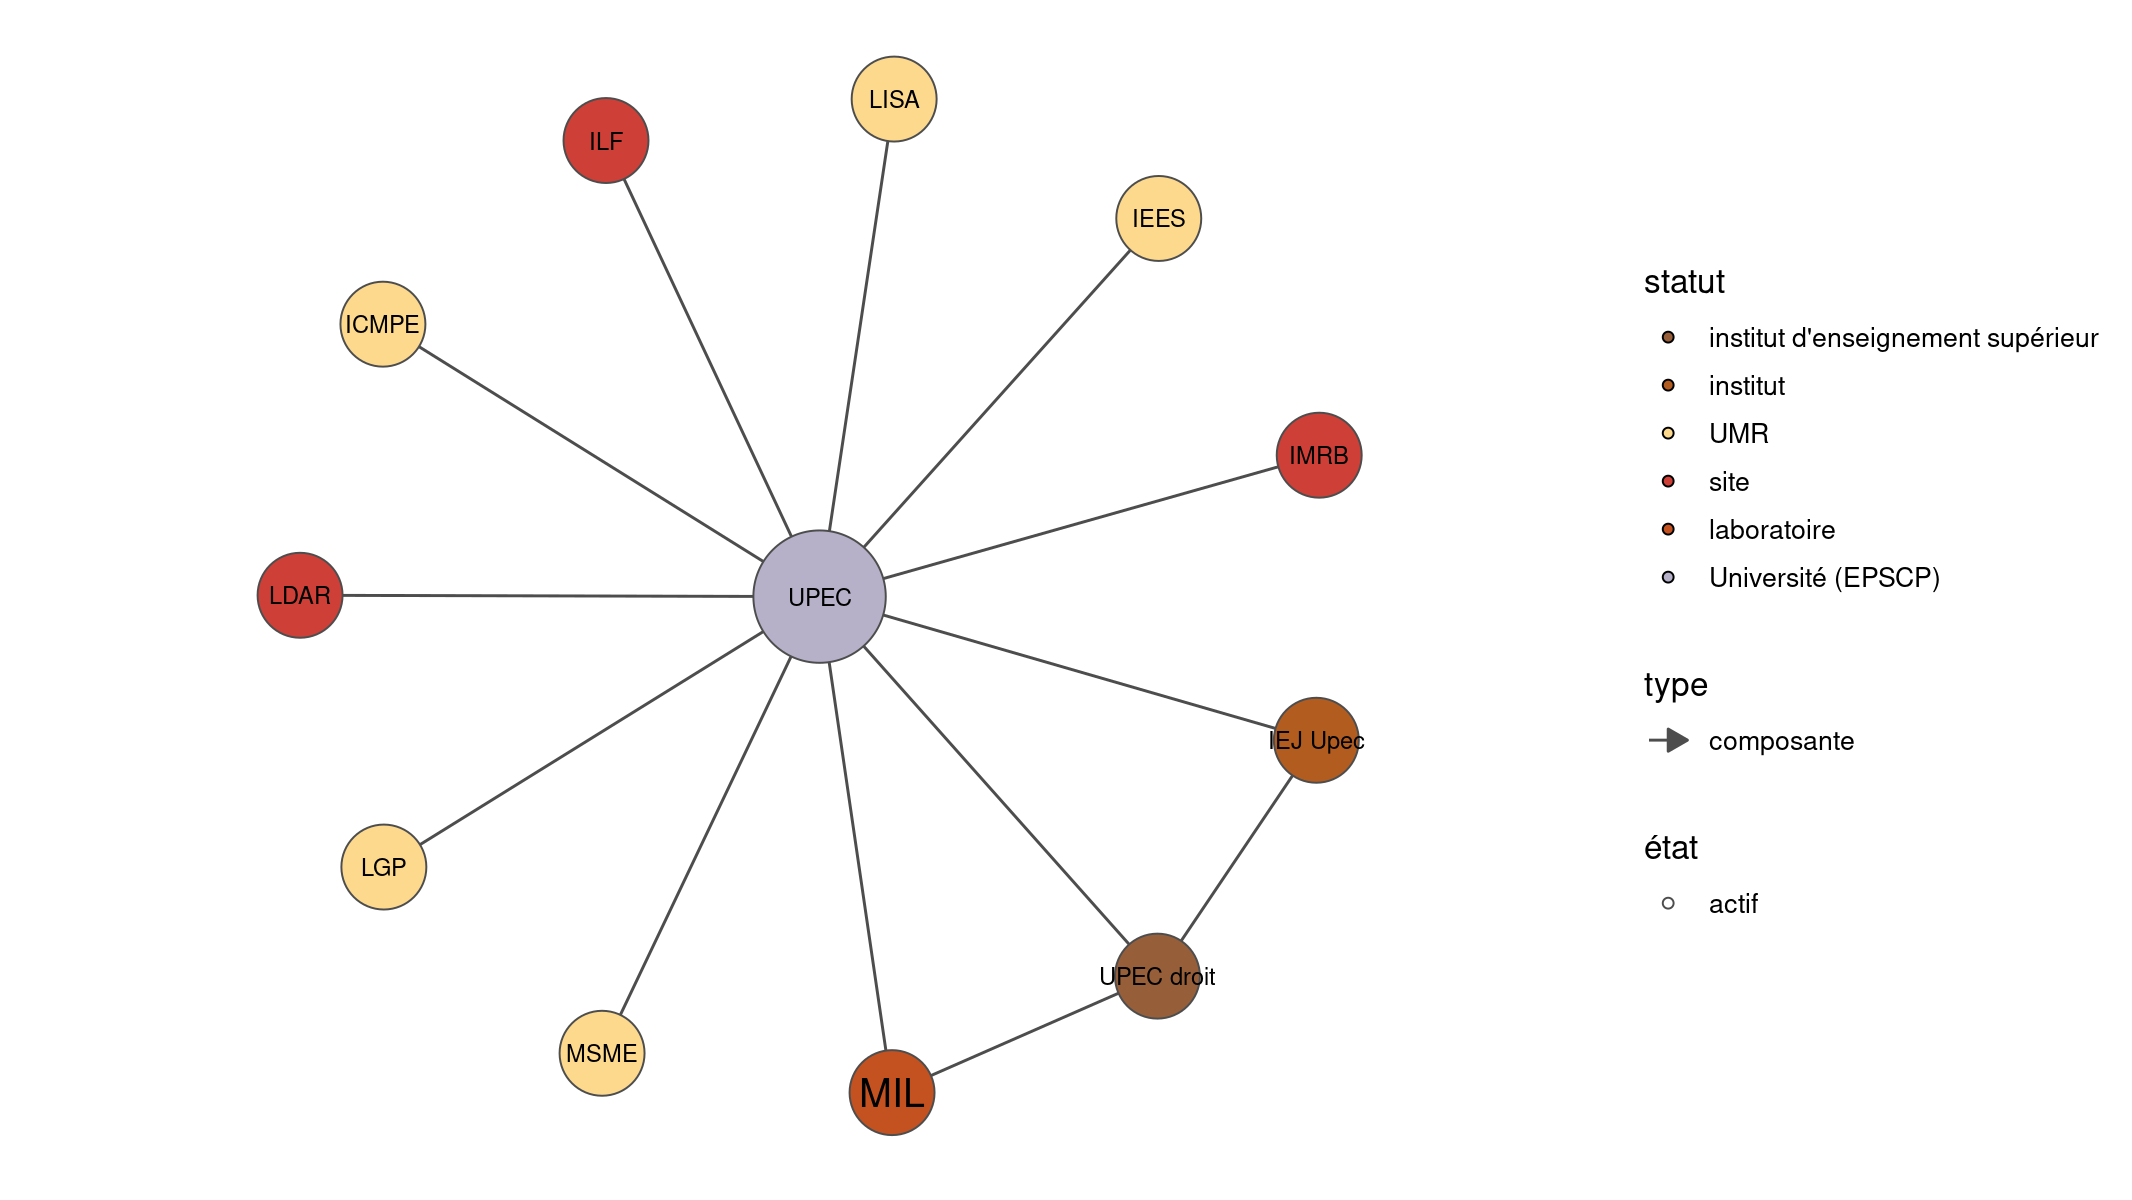 LISA
ILF
IEES
ICMPE
IMRB
LDAR
UPEC
IEJ Upec
LGP
UPEC droit
MSME
MIL
statut
institut d'enseignement supérieur
institut
UMR
site
laboratoire
Université (EPSCP)
type
composante
état
actif